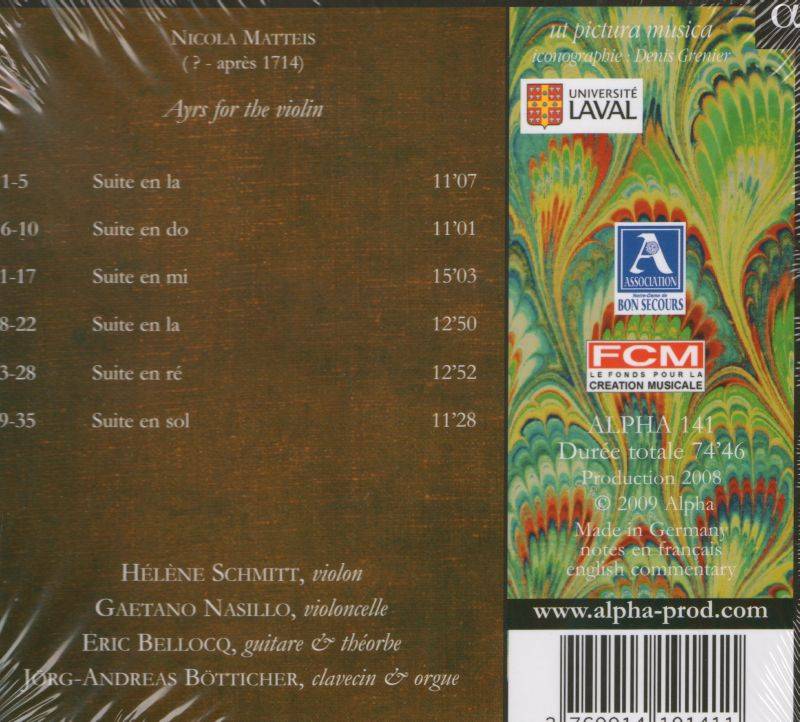 NICOLA MATTEIS
( ? - après 1714)
Ayrs for the violin
1-5 Suite en la 11'07
6-10 Suite en do 11'01
1-17 Suite en mi 15'03
8-22 Suite en la 12'50
3-28 Suite en ré 12'52
9-35 Suite en sol 11'28
HÉLÈNE SCHMITT, violon
GAETANO NASILLO, violoncelle
ERIC BELLOCQ, guitare & théorbe
JÖRG-ANDREAS BÖTTICHER, clavecin & orgue
α
ut pictura musica
iconographie : Denis Grenier
UNIVERSITÉ
LAVAL
A
ASSOCIATION
Notre-Dame de
BON SECOURS
FCM
LE FONDS POUR LA
CREATION MUSICALE
ALPHA 141
Durée totale 74'46
Production 2008
© 2009 Alpha
Made in Germany
notes en français
english commentary
www.alpha-prod.com